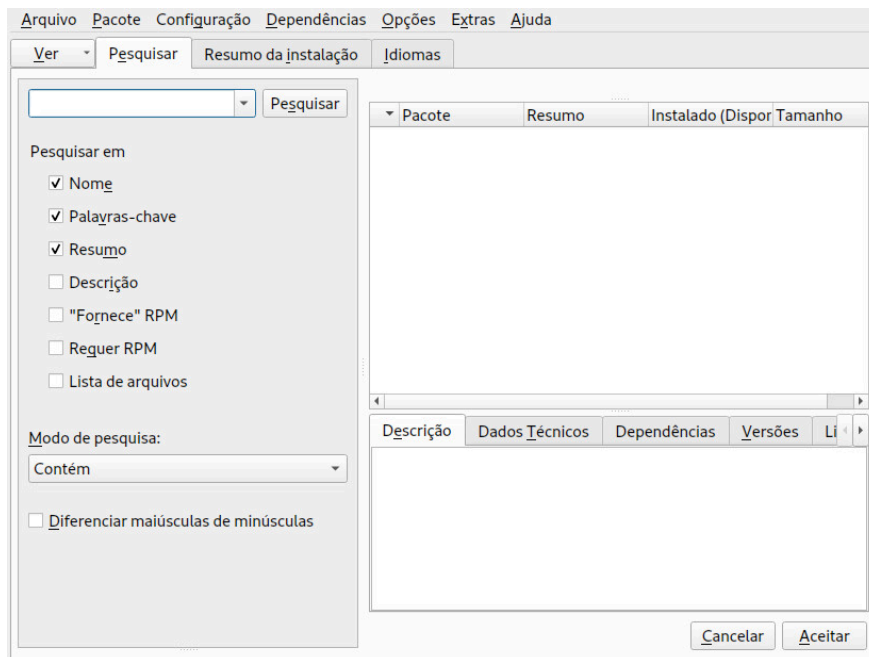 Arquivo Pacote Configuração Dependências Opções Extras Ajuda
Ver Pesquisar Resumo da instalação Idiomas
Pesquisar
Pesquisar em
Nome
Palavras-chave
Resumo
Descrição
"Fornece" RPM
Requer RPM
Lista de arquivos
Modo de pesquisa:
Contém
Diferenciar maiúsculas de minúsculas
Pacote Resumo Instalado (Dispor Tamanho
Descrição Dados Técnicos Dependências Versões Li
Cancelar Aceitar